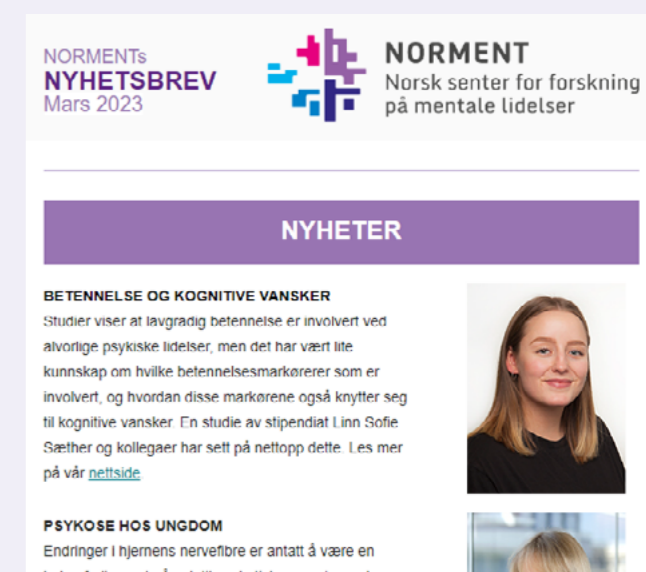 NORMENTs
NYHETSBREV
Mars 2023
NORMENT
Norsk senter for forskning
på mentale lidelser
NYHETER
BETENNELSE OG KOGNITIVE VANSKER
Studier viser at lavgradig betennelse er involvert ved
alvorlige psykiske lidelser, men det har vært lite
kunnskap om hvilke betennelsesmarkørerer som er
involvert, og hvordan disse markørene også knytter seg
til kognitive vansker. En studie av stipendiat Linn Sofie
Sæther og kollegaer har sett på nettopp dette. Les mer
på vår nettside.
PSYKOSE HOS UNGDOM
Endringer i hjernens nervefibre er antatt å være en